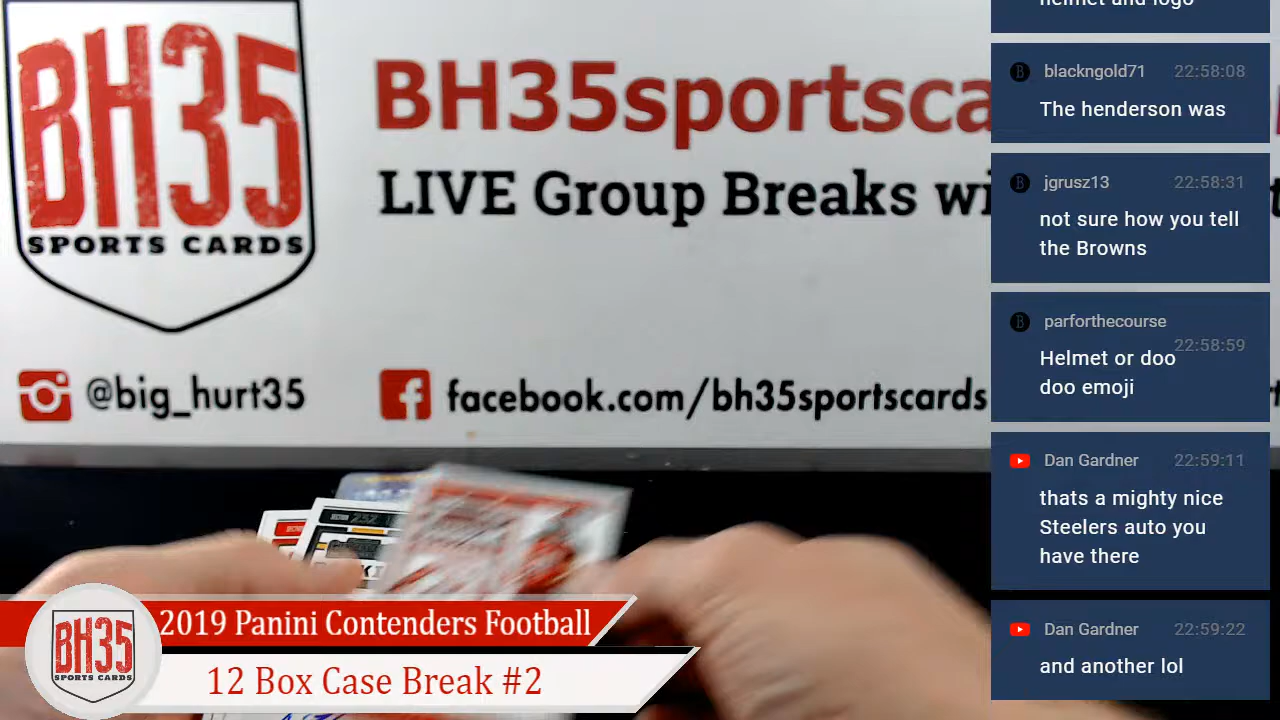 BH35
SPORTS CARDS
BH35sportsca
LIVE Group Breaks wi
@big_hurt35
facebook.com/bh35sportscards
SECTION 232
2019 Panini Contenders Football
12 Box Case Break #2
BH35
SPORTS CARDS
helmet and logo
blackngold71 22:58:08
The henderson was
jgrusz13 22:58:31
not sure how you tell
the Browns
parforthecourse
22:58:59
Helmet or doo
doo emoji
Dan Gardner 22:59:11
thats a mighty nice
Steelers auto you
have there
Dan Gardner 22:59:22
and another lol